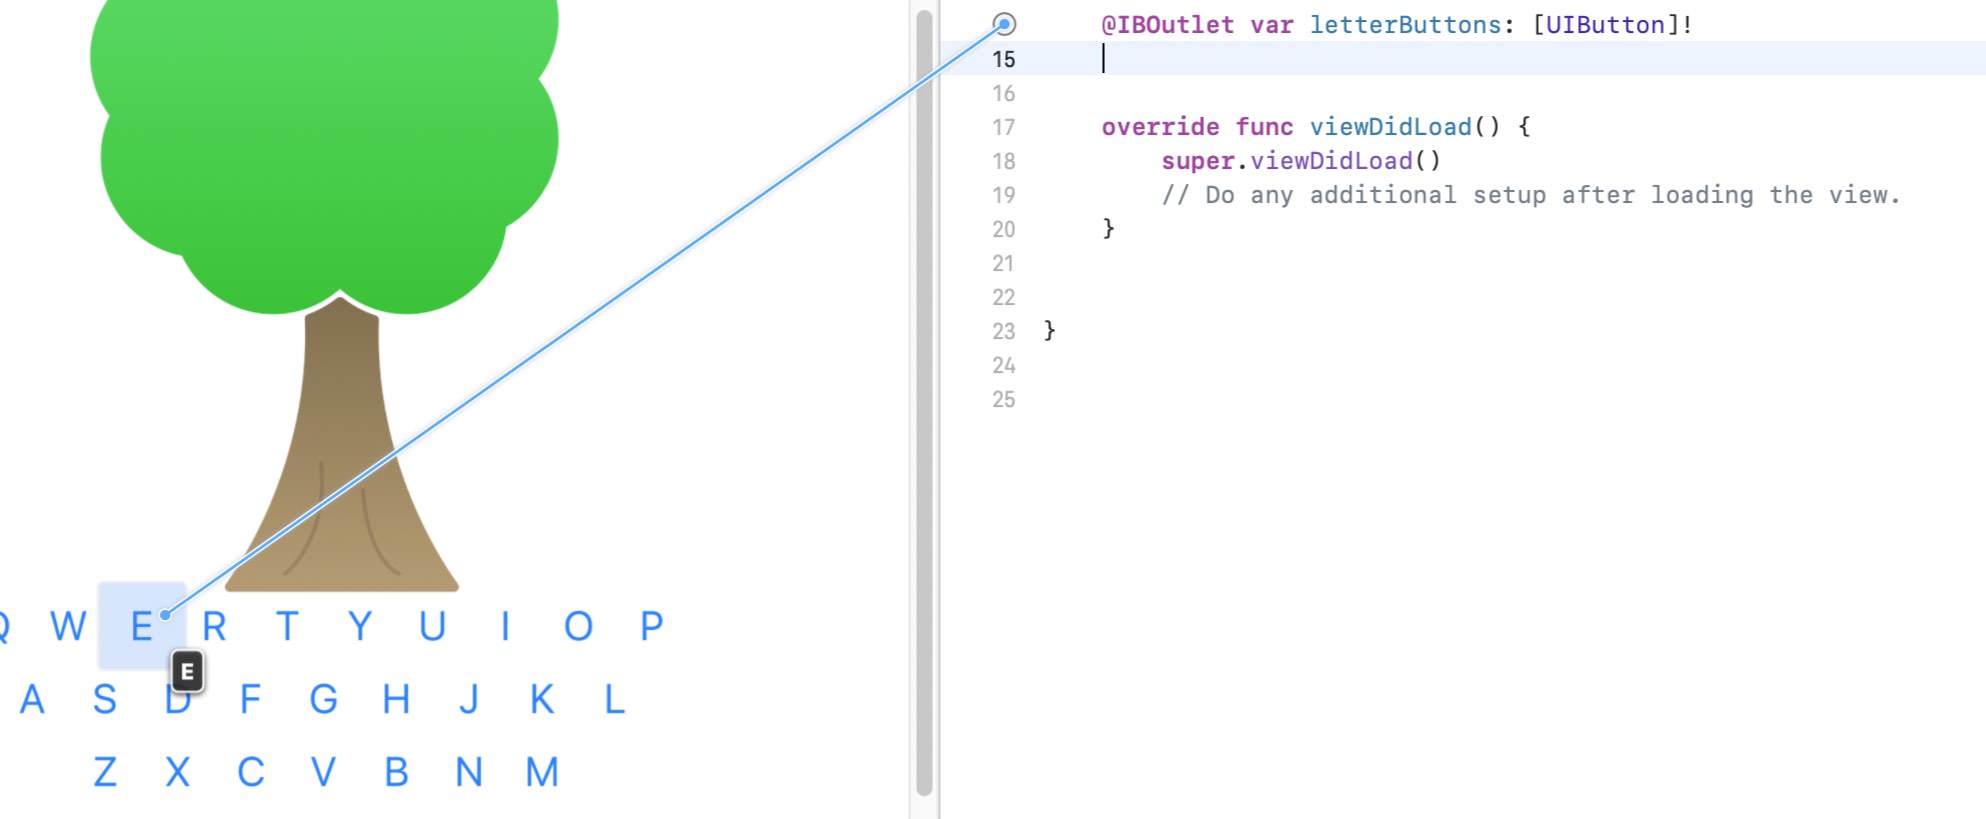 @IBOutlet var letterButtons: [UIButton]!
15
16
17 override func viewDidLoad() {
18 super.viewDidLoad()
19 // Do any additional setup after loading the view.
20 }
21
22
23 }
24
25
Q W E R T Y U I O P
E
A S D F G H J K L
Z X C V B N M